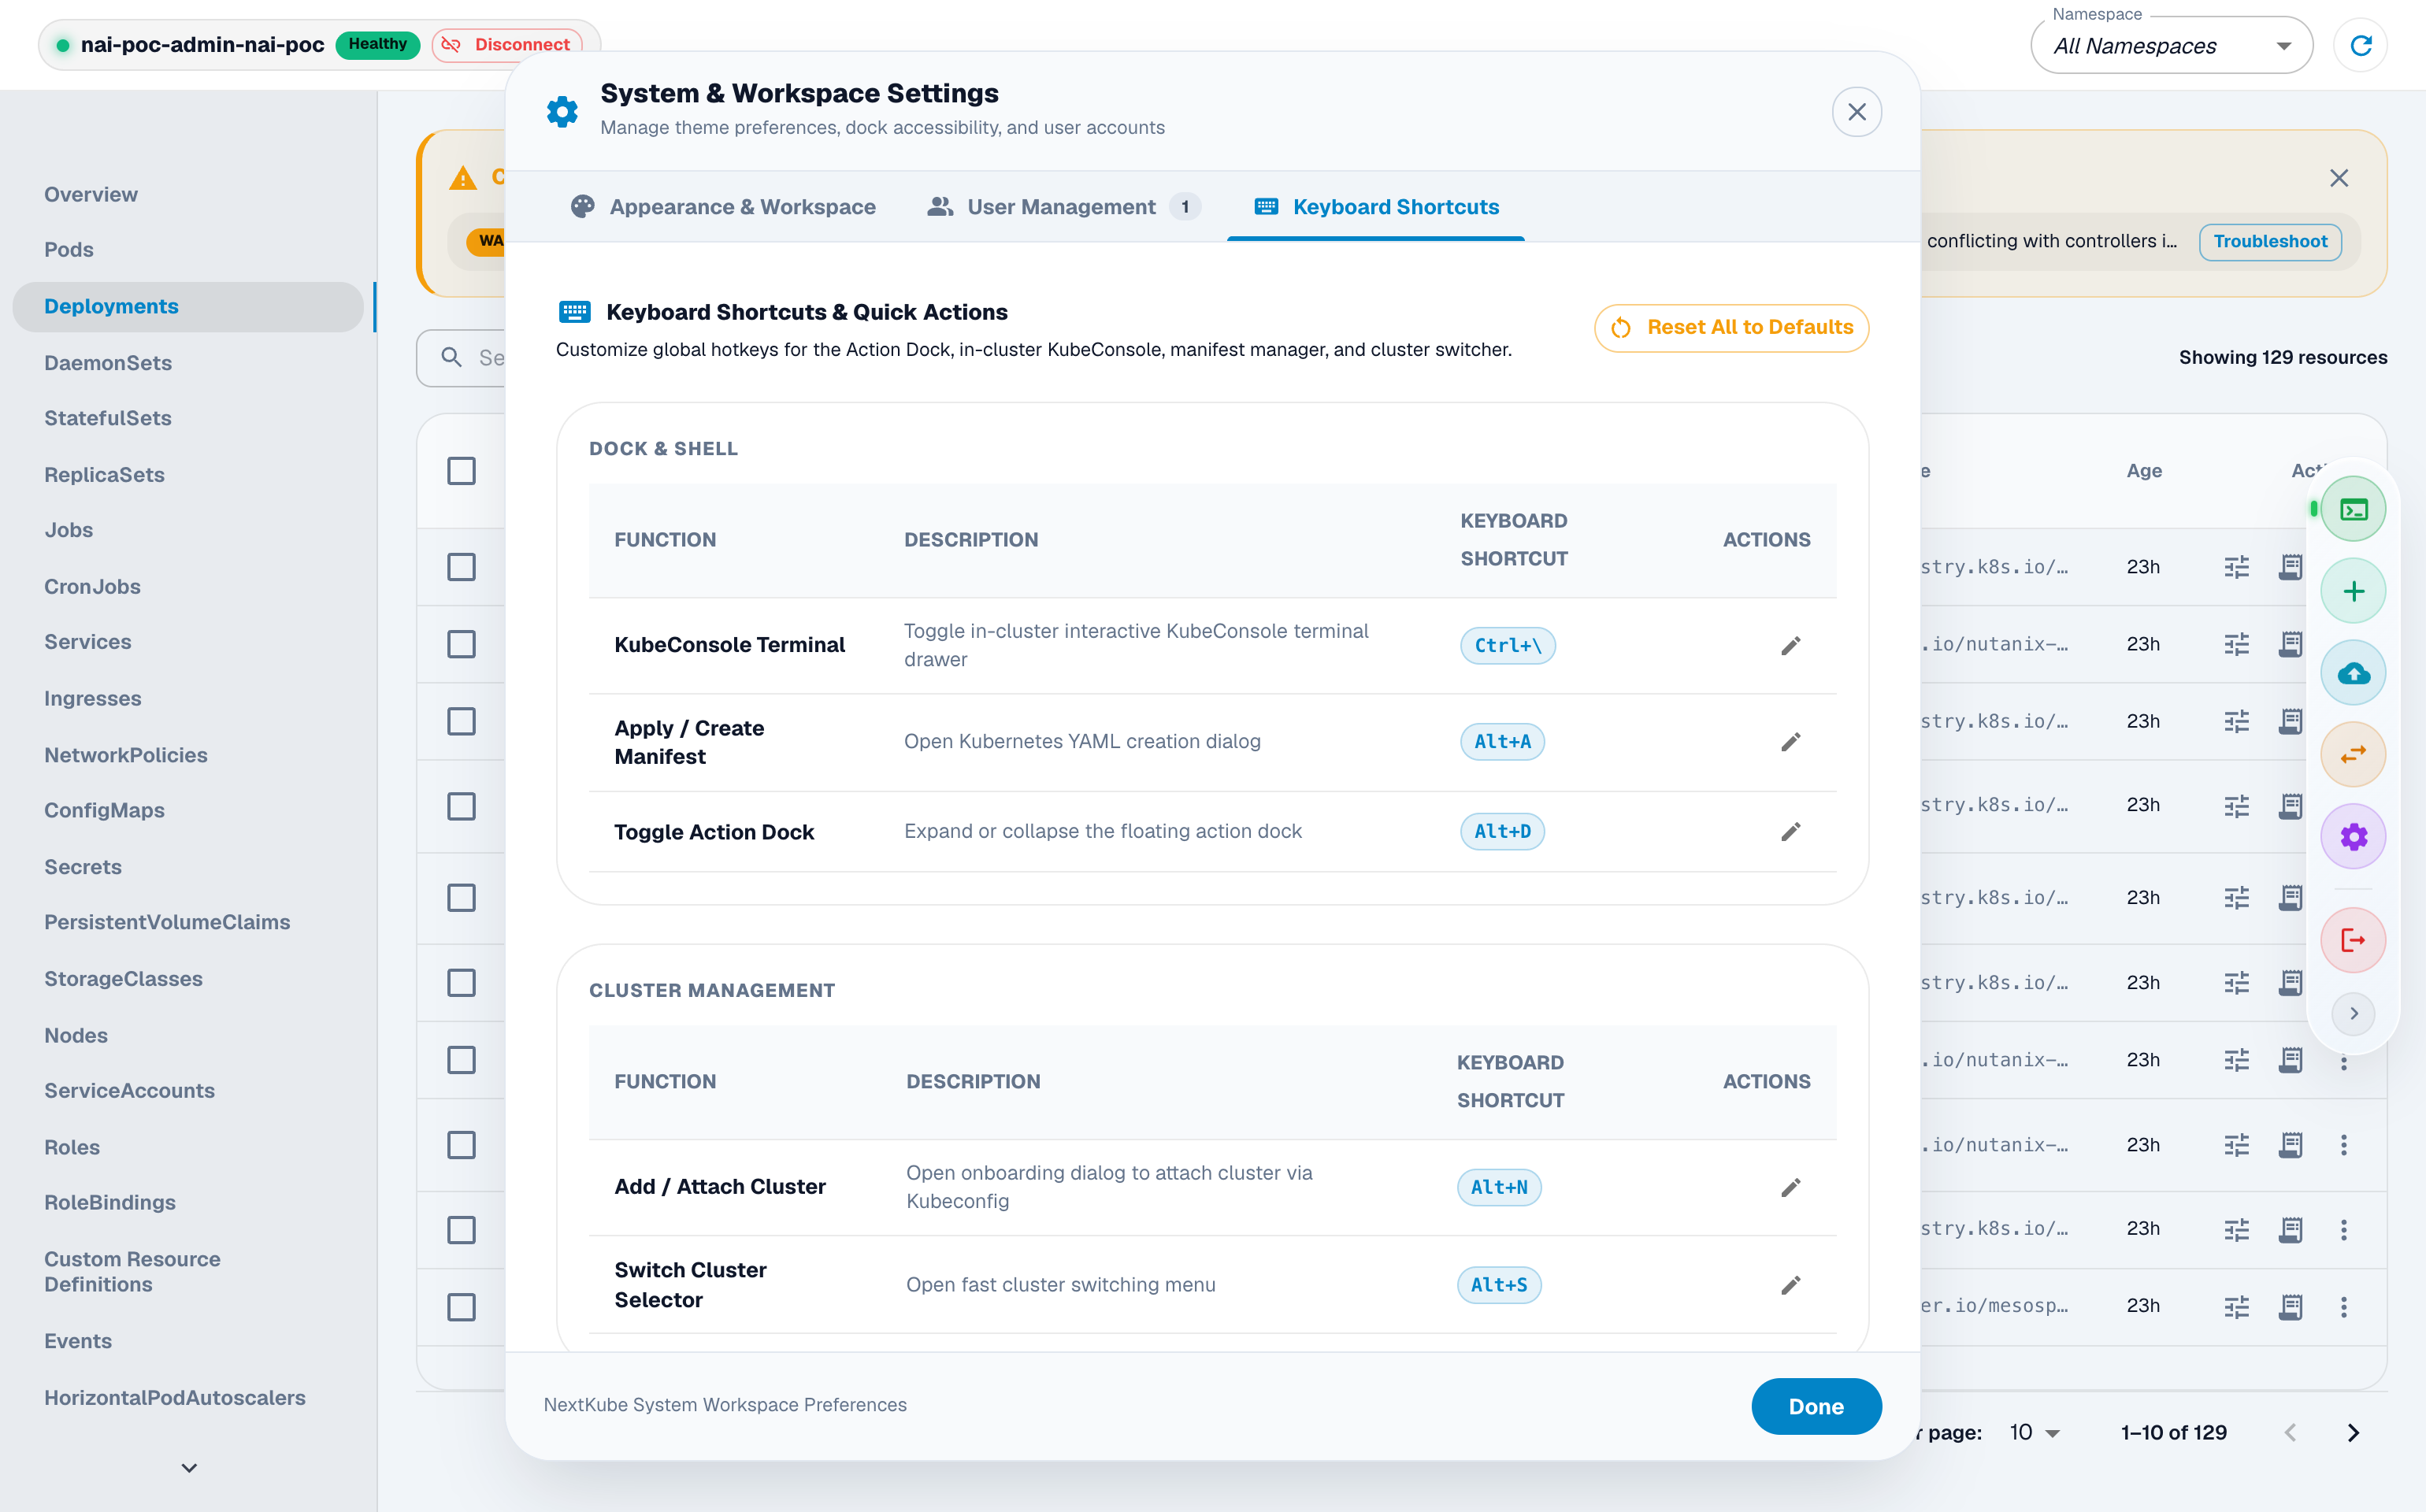 nai-poc-admin-nai-poc
Healthy
Disconnect
Namespace
All Namespaces
System & Workspace Settings
Manage theme preferences, dock accessibility, and user accounts
Appearance & Workspace
User Management 1
Keyboard Shortcuts
Overview
Pods
Deployments
DaemonSets
StatefulSets
ReplicaSets
Jobs
CronJobs
Services
Ingresses
NetworkPolicies
ConfigMaps
Secrets
PersistentVolumeClaims
StorageClasses
Nodes
ServiceAccounts
Roles
RoleBindings
Custom Resource
Definitions
Events
HorizontalPodAutoscalers
conflicting with controllers i...
Troubleshoot
Showing 129 resources
Keyboard Shortcuts & Quick Actions
Customize global hotkeys for the Action Dock, in-cluster KubeConsole, manifest manager, and cluster switcher.
Reset All to Defaults
DOCK & SHELL
FUNCTION DESCRIPTION KEYBOARD SHORTCUT ACTIONS
KubeConsole Terminal
Toggle in-cluster interactive KubeConsole terminal
drawer
Ctrl+\
Apply / Create
Manifest
Open Kubernetes YAML creation dialog
Alt+A
Toggle Action Dock
Expand or collapse the floating action dock
Alt+D
CLUSTER MANAGEMENT
FUNCTION DESCRIPTION KEYBOARD SHORTCUT ACTIONS
Add / Attach Cluster
Open onboarding dialog to attach cluster via
Kubeconfig
Alt+N
Switch Cluster
Selector
Open fast cluster switching menu
Alt+S
NextKube System Workspace Preferences
Done
Age
stry.k8s.io/... 23h
.io/nutanix-... 23h
stry.k8s.io/... 23h
stry.k8s.io/... 23h
stry.k8s.io/... 23h
stry.k8s.io/... 23h
.io/nutanix-... 23h
.io/nutanix-... 23h
stry.k8s.io/... 23h
er.io/mesosp... 23h
page: 10 1–10 of 129